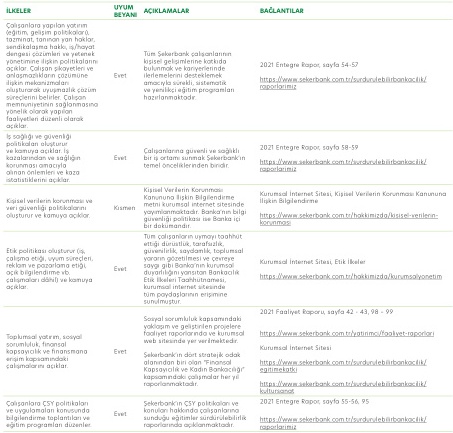 İLKELER
UYUM
BEYANI
AÇIKLAMALAR
BAĞLANTILAR
Çalışanlara yapılan yatırım
(eğitim, gelişim politikaları),
tazminat, tanınan yan haklar,
sendikalaşma hakkı, iş/hayat
dengesi çözümleri ve yetenek
yönetimine ilişkin politikalarını
açıklar. Çalışan şikayetleri ve
anlaşmazlıkların çözümüne
ilişkin mekanizmaları
oluşturarak uyuşmazlık çözüm
süreçlerini belirler. Çalışan
memnuniyetinin sağlanmasına
yönelik olarak yapılan
faaliyetleri düzenli olarak
açıklar.
Evet
Tüm Şekerbank çalışanlarının
kişisel gelişimlerine katkıda
bulunmak ve kariyerlerinde
ilerlemelerini desteklemek
amacıyla sürekli, sistematik
ve yenilikçi eğitim programları
hazırlanmaktadır.
2021 Entegre Rapor, sayfa 54-57
https://www.sekerbank.com.tr/surdurulebilirbankacilik/
raporlarimiz
İş sağlığı ve güvenliği
politikaları oluşturur
ve kamuya açıklar. İş
kazalarından ve sağlığın
korunması amacıyla
alınan önlemleri ve kaza
istatistiklerini açıklar.
Evet
Çalışanlarına güvenli ve sağlıklı
bir iş ortamı sunmak Şekerbank'ın
temel önceliklerinden biridir.
2021 Entegre Rapor, sayfa 58-59
https://www.sekerbank.com.tr/surdurulebilirbankacilik/
raporlarimiz
Kişisel verilerin korunması ve
veri güvenliği politikalarını
oluşturur ve kamuya açıklar.
Kısmen
Kişisel Verilerin Korunması
Kanununa İlişkin Bilgilendirme
metni kurumsal internet sitesinde
yayımlanmaktadır. Banka'nın bilgi
güvenliği politikası ise Banka içi
bir dokümandır.
Kurumsal İnternet Sitesi, Kişisel Verilerin Korunması Kanununa
İlişkin Bilgilendirme
https://www.sekerbank.com.tr/hakkimizda/kisisel-verilerin-
korunması
Etik politikası oluşturur (iş,
çalışma etiği, uyum süreçleri,
reklam ve pazarlama etiği,
açık bilgilendirme vb.
çalışmaları dâhil) ve kamuya
açıklar.
Evet
Tüm çalışanların uymayı taahhüt
ettiği dürüstlük, tarafsızlık,
güvenilirlik, saydamlık, toplumsal
yararın gözetilmesi ve çevreye
saygı gibi Banka'nın kurumsal
duyarlılığını yansıtan Bankacılık
Etik İlkeleri Taahhütnamesi,
kurumsal internet sitesinde
tüm paydaşlarının erişimine
sunulmuştur.
Kurumsal İnternet Sitesi, Etik İlkeler
https://www.sekerbank.com.tr/hakkimizda/kurumsalyonetim
Toplumsal yatırım, sosyal
sorumluluk, finansal
kapsayıcılık ve finansmana
erişim kapsamındaki
çalışmalarını açıklar.
Evet
Sosyal sorumluluk kapsamındaki
yaklaşım ve geliştirilen projelere
faaliyet raporlarında ve kurumsal
web sitesinde yer verilmektedir.
Şekerbank'ın dört stratejik odak
alanından biri olan "Finansal
Kapsayıcılık ve Kadın Bankacılığı"
kapsamındaki çalışmalar her yıl
raporlanmaktadır.
2021 Faaliyet Raporu, sayfa 42 - 43, 98 - 99
https://www.sekerbank.com.tr/yatirimci/faaliyet-raporlari
Kurumsal İnternet Sitesi
https://www.sekerbank.com.tr/surdurulebilirbankacilik/
egitimekatki
https://www.sekerbank.com.tr/surdurulebilirbankacilik/
kultursanat
Çalışanlara ÇSY politikaları
ve uygulamaları konusunda
bilgilendirme toplantıları ve
eğitim programları düzenler.
Evet
Şekerbank'ın ÇSY politikaları ve
konuları hakkında çalışanlarına
sunduğu eğitimler sürdürülebilirlik
raporlarında açıklanmaktadır.
2021 Entegre Rapor, sayfa 55-56, 95
https://www.sekerbank.com.tr/surdurulebilirbankacilik/
raporlarimiz